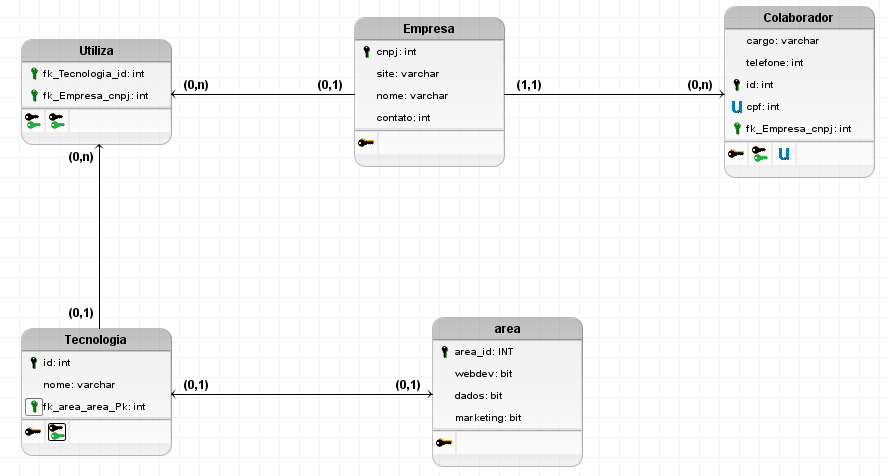 Utiliza
fk_Tecnologia_id: int
fk_Empresa_cnpj: int
(0,n)
(0,1)
Empresa
cnpj: int
site: varchar
nome: varchar
contato: int
(1,1)
(0,n)
Colaborador
cargo: varchar
telefone: int
id: int
cpf: int
fk_Empresa_cnpj: int
(0,n)
(0,1)
Tecnologia
id: int
nome: varchar
fk_area_area_Pk: int
(0,1)
(0,1)
area
area_id: INT
webdev: bit
dados: bit
marketing: bit